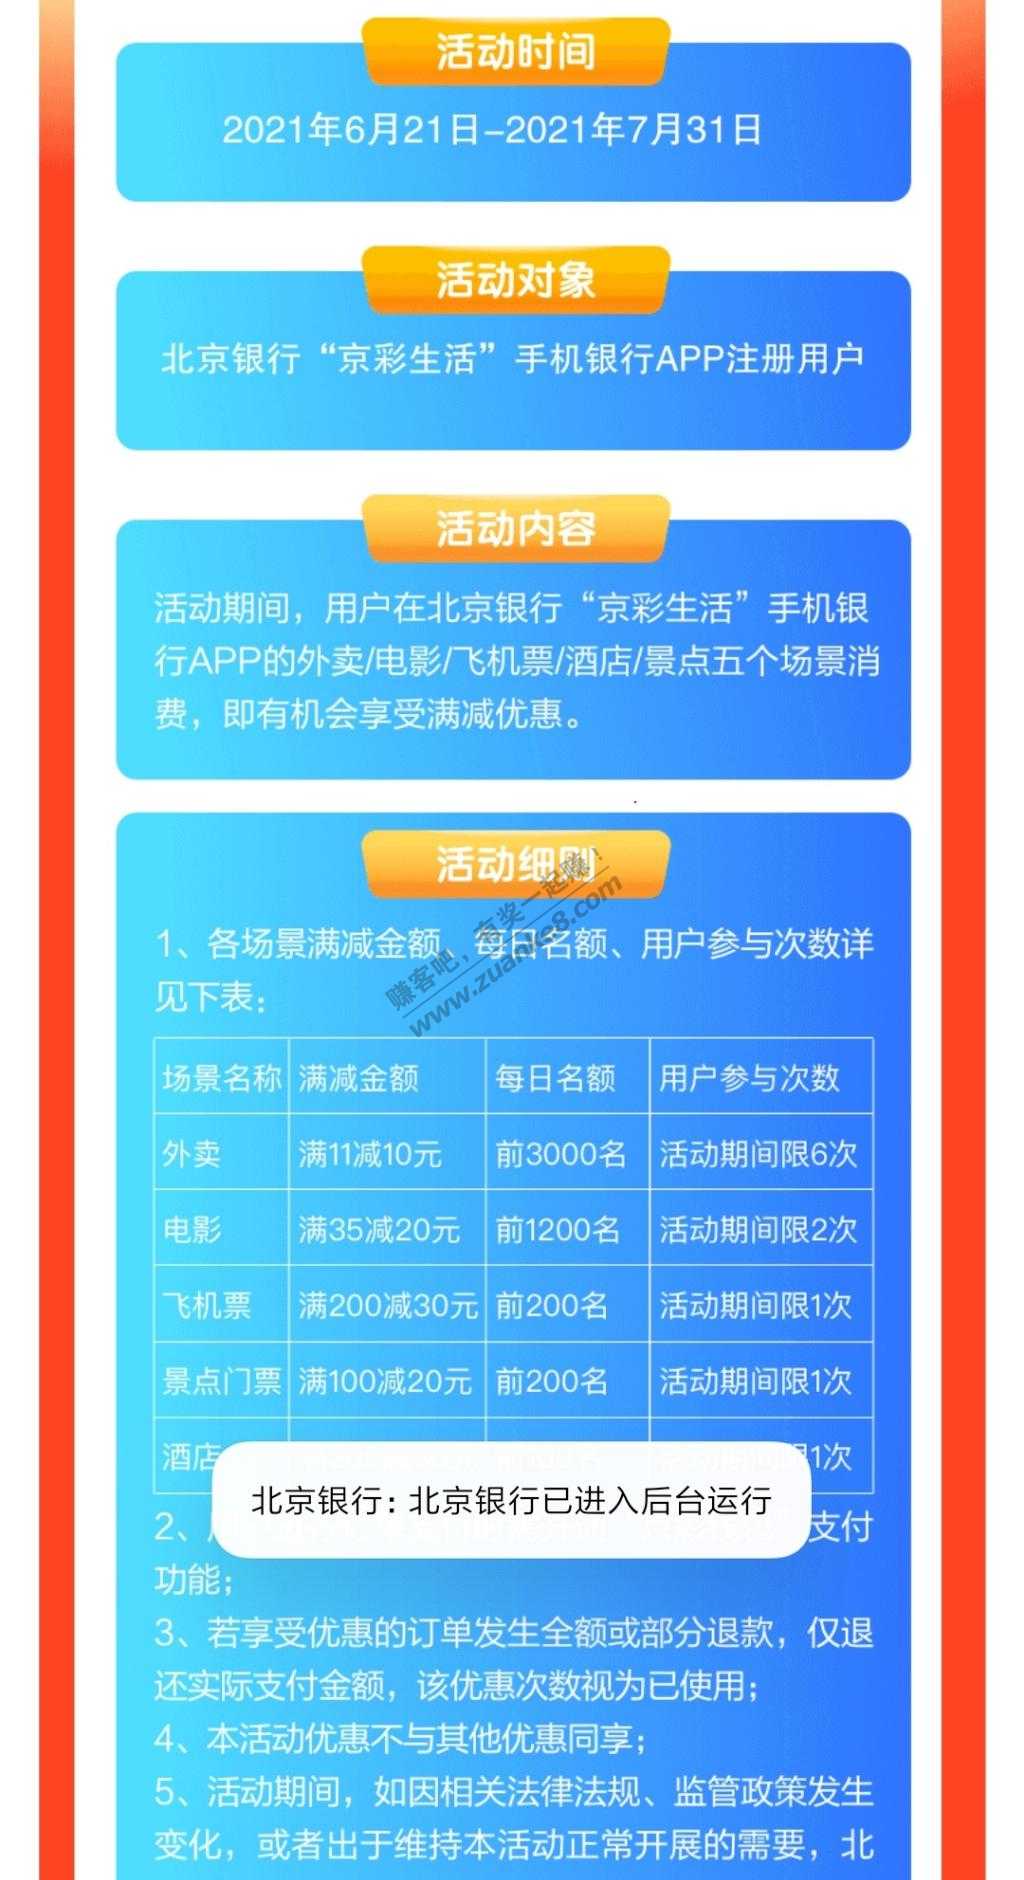 活动时间
2021年6月21日-2021年7月31日
活动对象
北京银行“京彩生活”手机银行APP注册用户
活动内容
活动期间，用户在北京银行“京彩生活”手机银
行APP的外卖/电影/飞机票/酒店/景点五个场景消
费，即有机会享受满减优惠。
活动细则
赚客吧，有奖一起赚！
www.zuanke8.com
1、各场景满减金额、每日名额、用户参与次数详
见下表：
场景名称 满减金额 每日名额 用户参与次数
外卖 满11减10元 前3000名 活动期间限6次
电影 满35减20元 前1200名 活动期间限2次
飞机票 满200减30元 前200名 活动期间限1次
景点门票 满100减20元 前200名 活动期间限1次
酒店 1次
北京银行：北京银行已进入后台运行
2、 支付
功能；
3、若享受优惠的订单发生全额或部分退款，仅退
还实际支付金额，该优惠次数视为已使用；
4、本活动优惠不与其他优惠同享；
5、活动期间，如因相关法律法规、监管政策发生
变化，或者出于维持本活动正常开展的需要，北